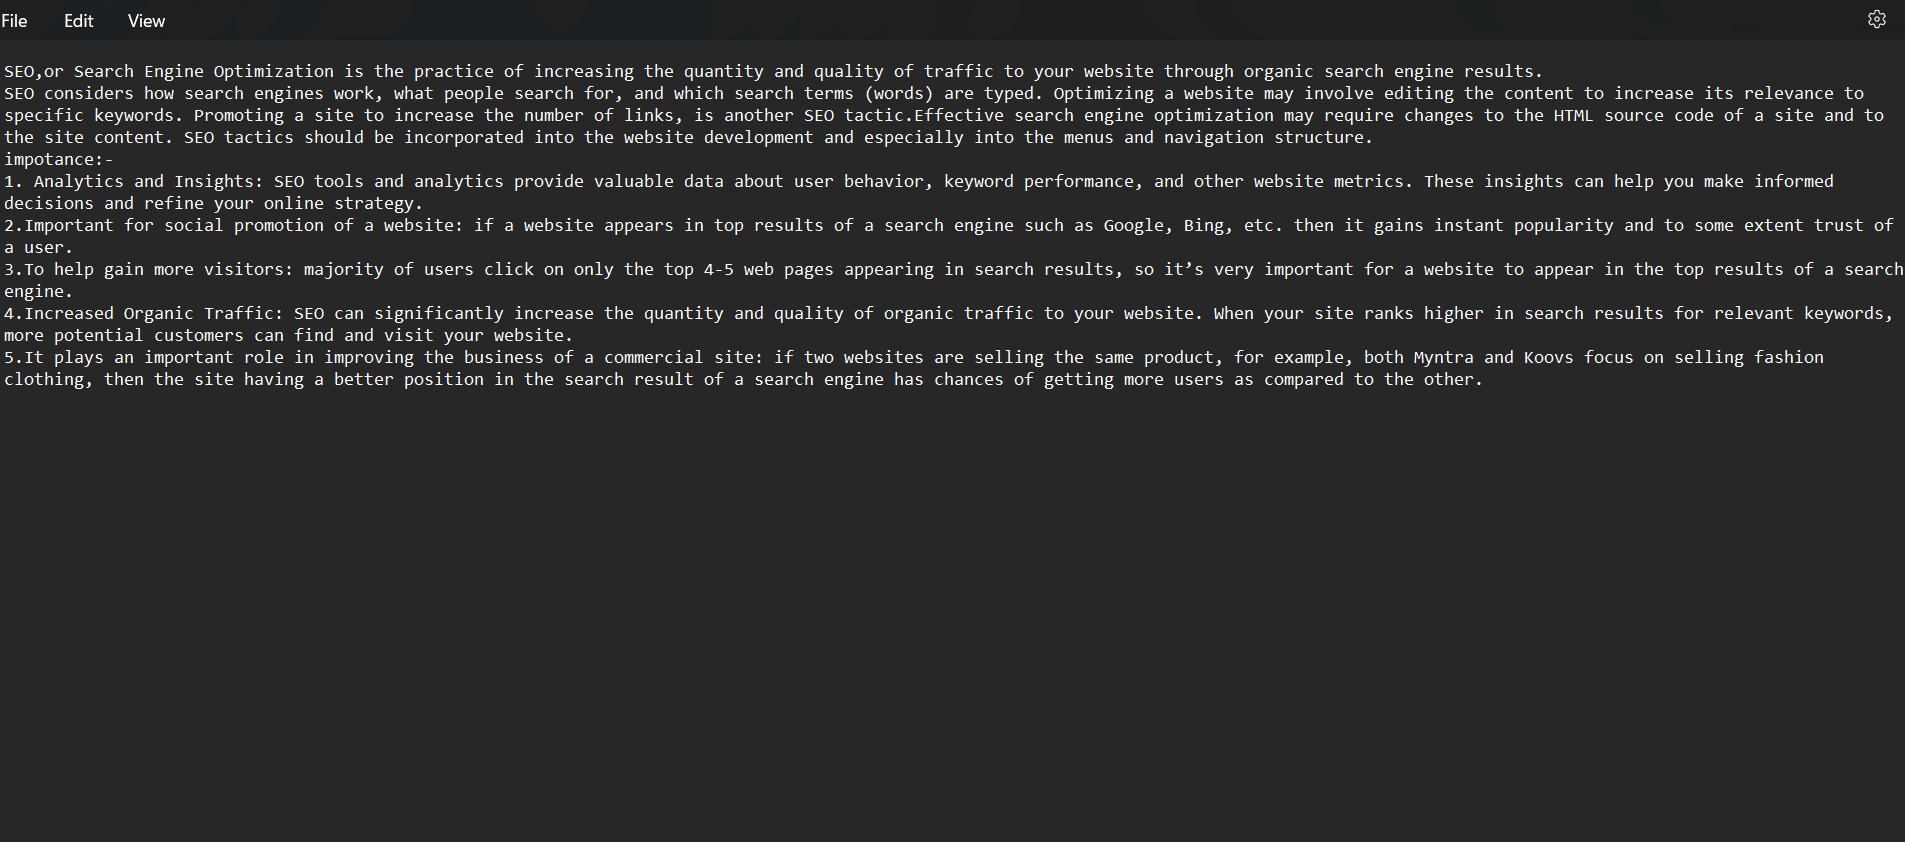 File Edit View
SEO,or Search Engine Optimization is the practice of increasing the quantity and quality of traffic to your website through organic search engine results.
SEO considers how search engines work, what people search for, and which search terms (words) are typed. Optimizing a website may involve editing the content to increase its relevance to
specific keywords. Promoting a site to increase the number of links, is another SEO tactic.Effective search engine optimization may require changes to the HTML source code of a site and to
the site content. SEO tactics should be incorporated into the website development and especially into the menus and navigation structure.
impotance:-
1. Analytics and Insights: SEO tools and analytics provide valuable data about user behavior, keyword performance, and other website metrics. These insights can help you make informed
decisions and refine your online strategy.
2.Important for social promotion of a website: if a website appears in top results of a search engine such as Google, Bing, etc. then it gains instant popularity and to some extent trust of
a user.
3.To help gain more visitors: majority of users click on only the top 4-5 web pages appearing in search results, so it’s very important for a website to appear in the top results of a search
engine.
4.Increased Organic Traffic: SEO can significantly increase the quantity and quality of organic traffic to your website. When your site ranks higher in search results for relevant keywords,
more potential customers can find and visit your website.
5.It plays an important role in improving the business of a commercial site: if two websites are selling the same product, for example, both Myntra and Koovs focus on selling fashion
clothing, then the site having a better position in the search result of a search engine has chances of getting more users as compared to the other.